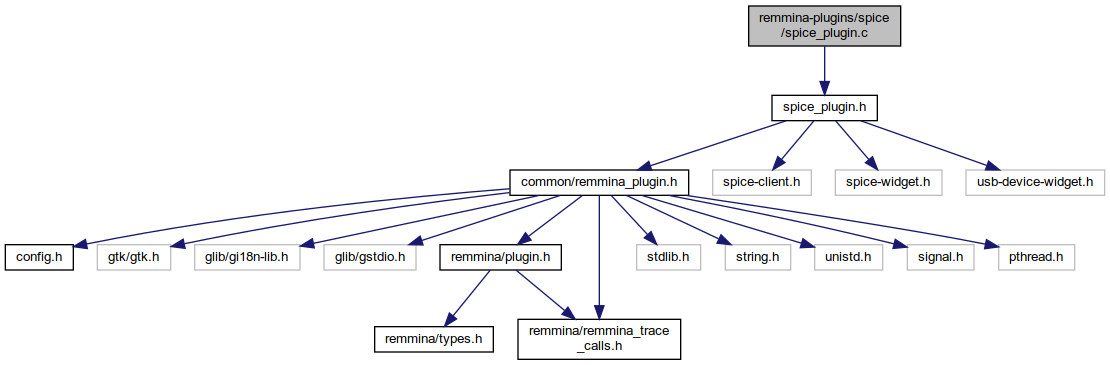 remmina-plugins/spice
/spice_plugin.c
spice_plugin.h
common/remmina_plugin.h
spice-client.h
spice-widget.h
usb-device-widget.h
config.h
gtk/gtk.h
glib/gi18n-lib.h
glib/gstdio.h
remmina/plugin.h
stdlib.h
string.h
unistd.h
signal.h
pthread.h
remmina/types.h
remmina/remmina_trace
_calls.h